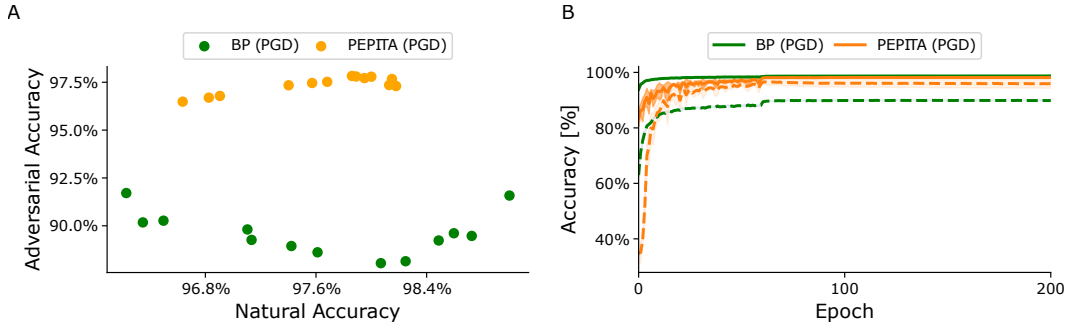 A
BP (PGD)
PEPITA (PGD)
Adversarial Accuracy
97.5%
95.0%
92.5%
90.0%
96.8%
97.6%
98.4%
Natural Accuracy
B
BP (PGD)
PEPITA (PGD)
Accuracy [%]
100%
80%
60%
40%
0
100
200
Epoch